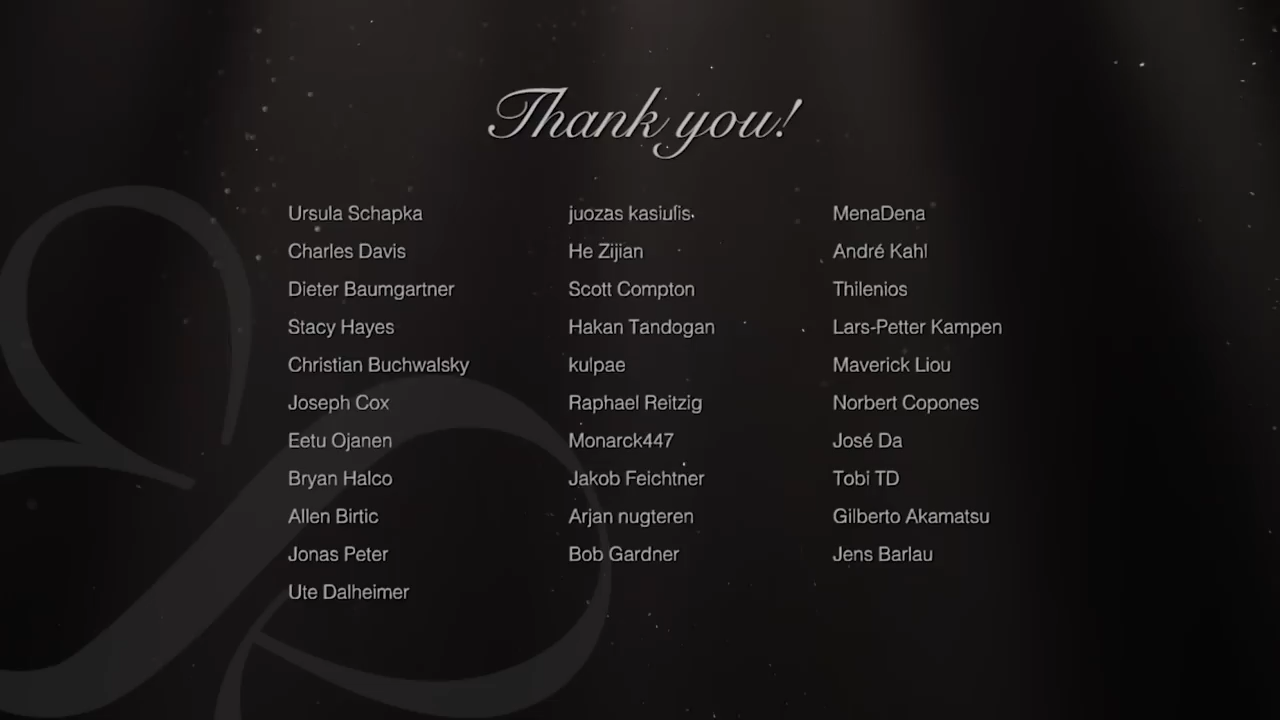 Thank you!
Ursula Schapka
Charles Davis
Dieter Baumgartner
Stacy Hayes
Christian Buchwalsky
Joseph Cox
Eetu Ojanen
Bryan Halco
Allen Birtic
Jonas Peter
Ute Dalheimer
juozas kasiulis
He Zijian
Scott Compton
Hakan Tandogan
kulpae
Raphael Reitzig
Monarck447
Jakob Feichtner
Arjan nugteren
Bob Gardner
MenaDena
André Kahl
Thilenios
Lars-Petter Kampen
Maverick Liou
Norbert Copones
José Da
Tobi TD
Gilberto Akamatsu
Jens Barlau